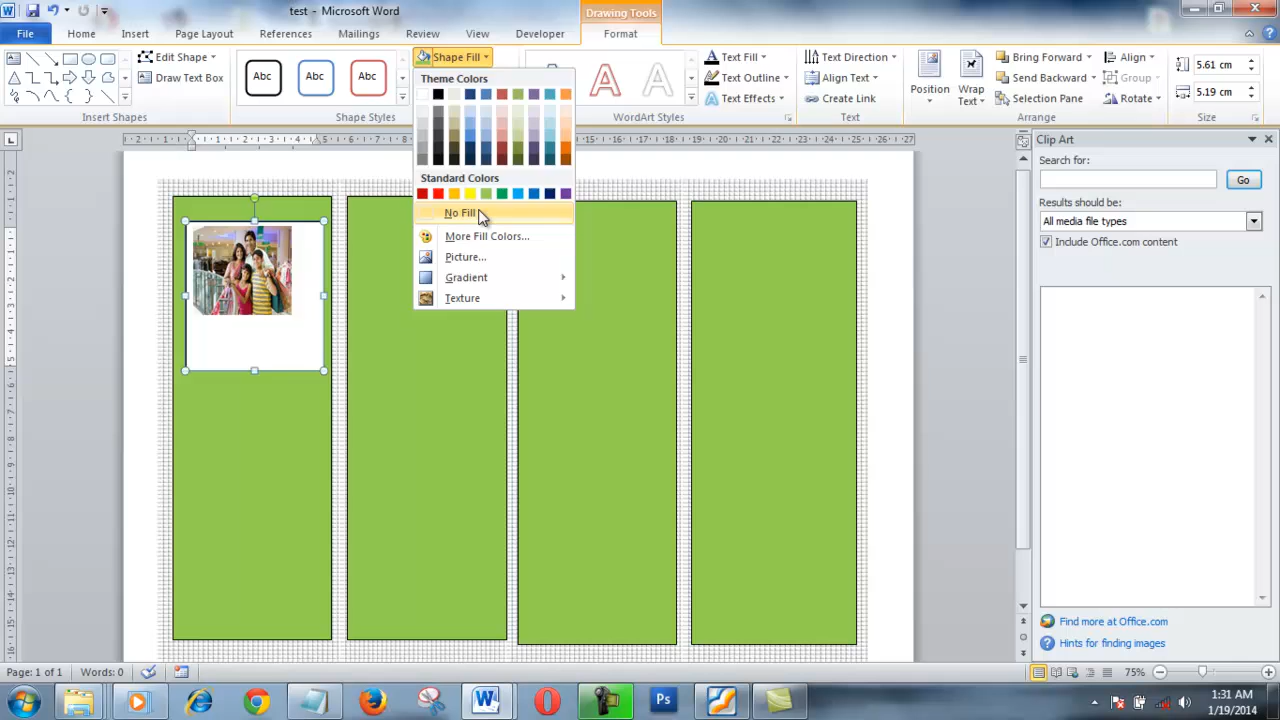 test - Microsoft Word
Drawing Tools
File
Home
Insert
Page Layout
References
Mailings
Review
View
Developer
Format
Edit Shape
Draw Text Box
Insert Shapes
Abc
Abc
Abc
Shape Styles
Shape Fill
Theme Colors
Standard Colors
No Fill
More Fill Colors...
Picture...
Gradient
Texture
A
A
WordArt Styles
Text Fill
Text Outline
Text Effects
Text Direction
Align Text
Create Link
Text
Position
Wrap
Text
Bring Forward
Send Backward
Selection Pane
Align
Group
Rotate
Arrange
5.61 cm
5.19 cm
Size
Clip Art
Search for:
Go
Results should be:
All media file types
Include Office.com content
Find more at Office.com
Hints for finding images
Page: 1 of 1
Words: 0
75%
Ps
1:31 AM
1/19/2014